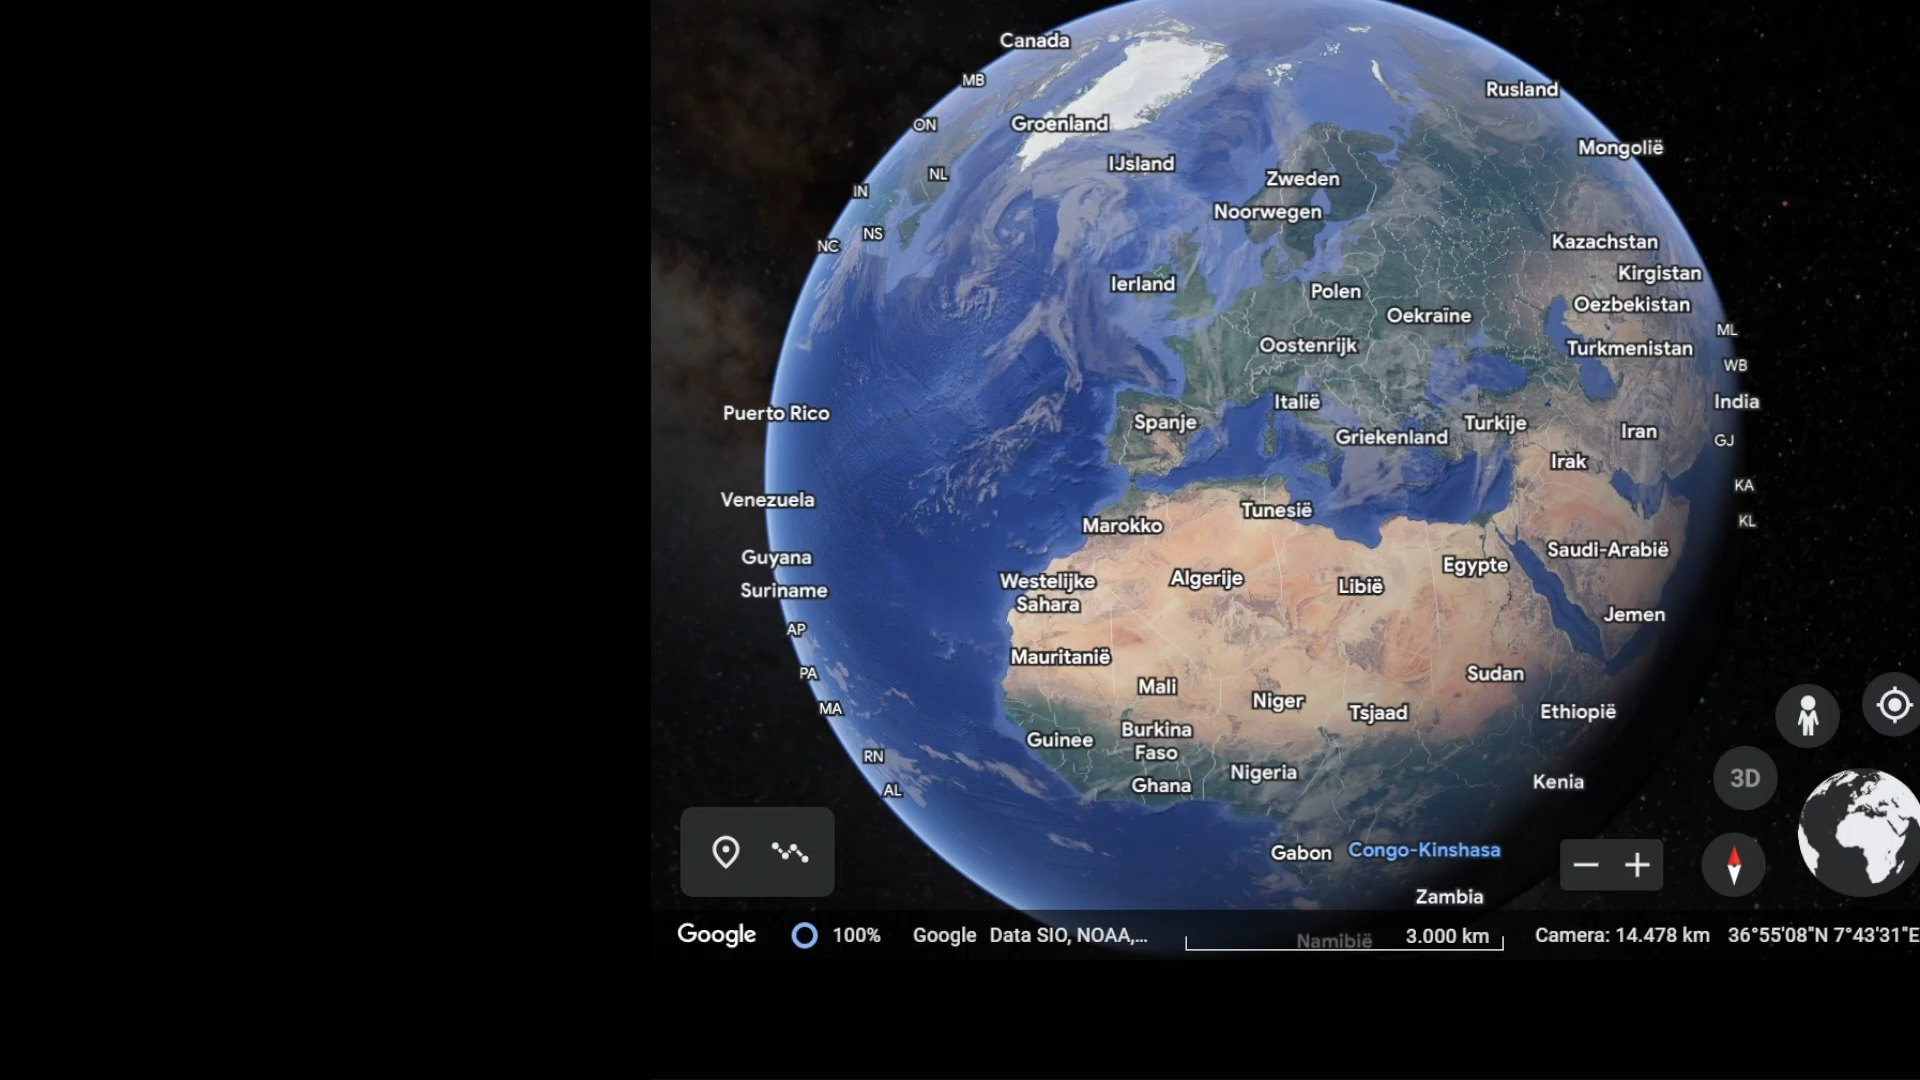 Canada
MB
Rusland
ON
Groenland
Mongolië
IJsland
NL
Zweden
IN
Noorwegen
NS
NC
Kazachstan
Kirgistan
Ierland
Polen
Oezbekistan
Oekraïne
ML
Oostenrijk
Turkmenistan
WB
Italië
India
Puerto Rico
Spanje
Turkije
Iran
Griekenland
GJ
Irak
KA
Venezuela
Tunesië
KL
Marokko
Saudi-Arabië
Guyana
Egypte
Westelijke
Sahara
Algerije
Libië
Suriname
Jemen
AP
Mauritanië
PA
Sudan
Mali
Niger
MA
Tsjaad
Ethiopië
Burkina
Faso
Guinee
RN
Nigeria
3D
Kenia
Ghana
AL
Gabon
Congo-Kinshasa
Zambia
Google
100%
Google
Data SIO, NOAA,...
Namibië
3.000 km
Camera: 14.478 km
36°55'08"N 7°43'31"E